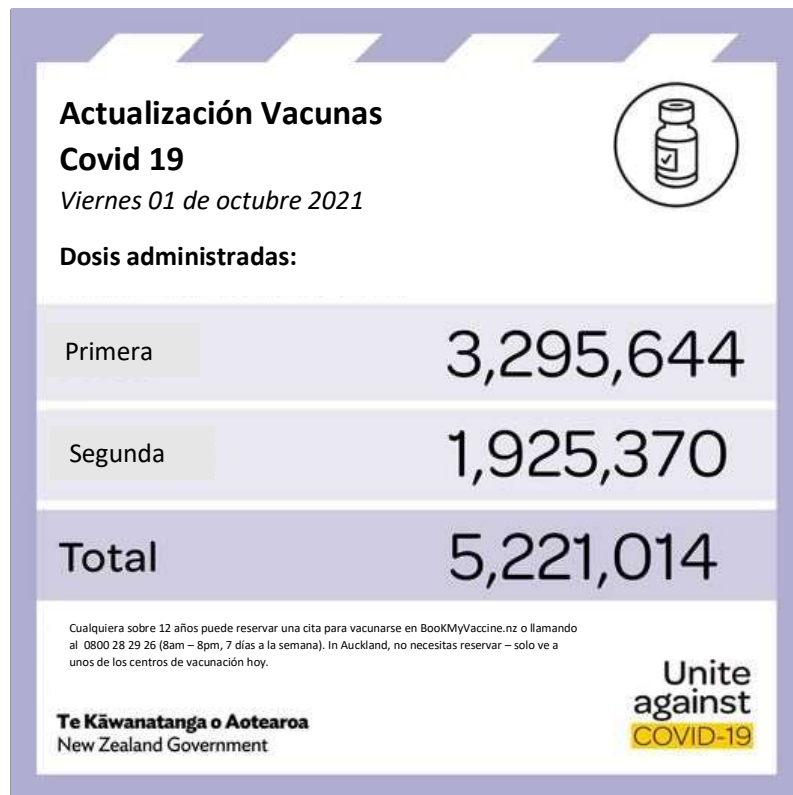 Actualización Vacunas
Covid 19
Viernes 01 de octubre 2021
Dosis administradas:
Primera 3,295,644
Segunda 1,925,370
Total 5,221,014
Cualquiera sobre 12 años puede reservar una cita para vacunarse en BooKMyVaccine.nz o llamando
al 0800 28 29 26 (8am – 8pm, 7 días a la semana). In Auckland, no necesitas reservar – solo ve a
unos de los centros de vacunación hoy.
Unite
against
COVID-19
Te Kāwanatanga o Aotearoa
New Zealand Government